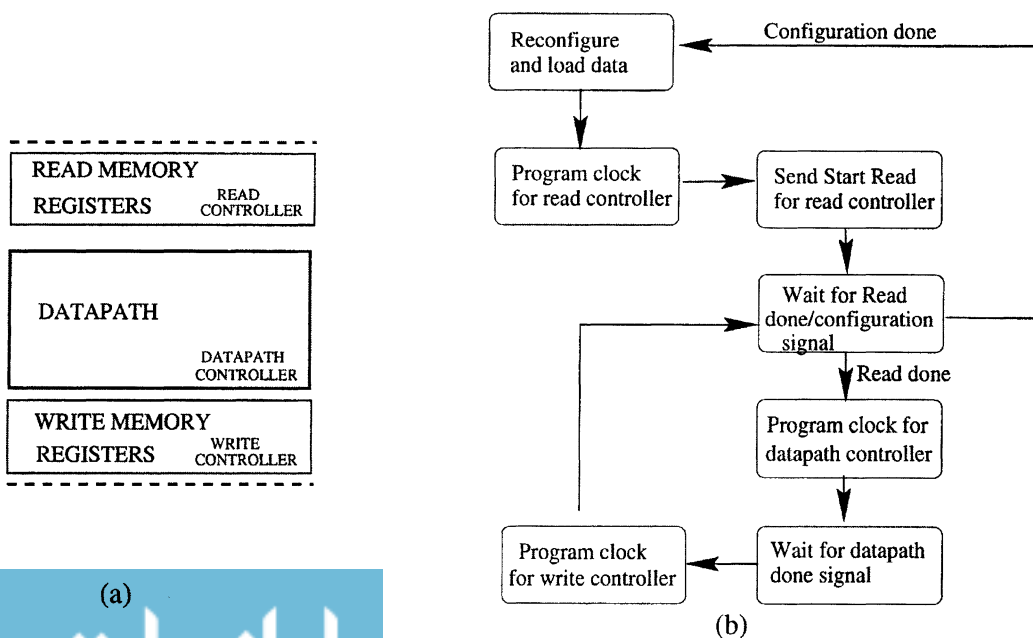 READ MEMORY
REGISTERS
READ
CONTROLLER
DATAPATH
DATAPATH
CONTROLLER
WRITE MEMORY
REGISTERS
WRITE
CONTROLLER
(a)
Configuration done
Reconfigure
and load data
Program clock
for read controller
Send Start Read
for read controller
Wait for Read
done/configuration
signal
Read done
Program clock for
datapath controller
Wait for datapath
done signal
Program clock
for write controller
(b)